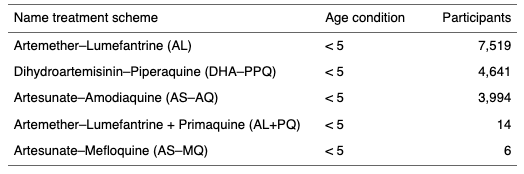 Name treatment scheme Age condition Participants
Artemether–Lumefantrine (AL) < 5 7,519
Dihydroartemisinin–Piperaquine (DHA–PPQ) < 5 4,641
Artesunate–Amodiaquine (AS–AQ) < 5 3,994
Artemether–Lumefantrine + Primaquine (AL+PQ) < 5 14
Artesunate–Mefloquine (AS–MQ) < 5 6